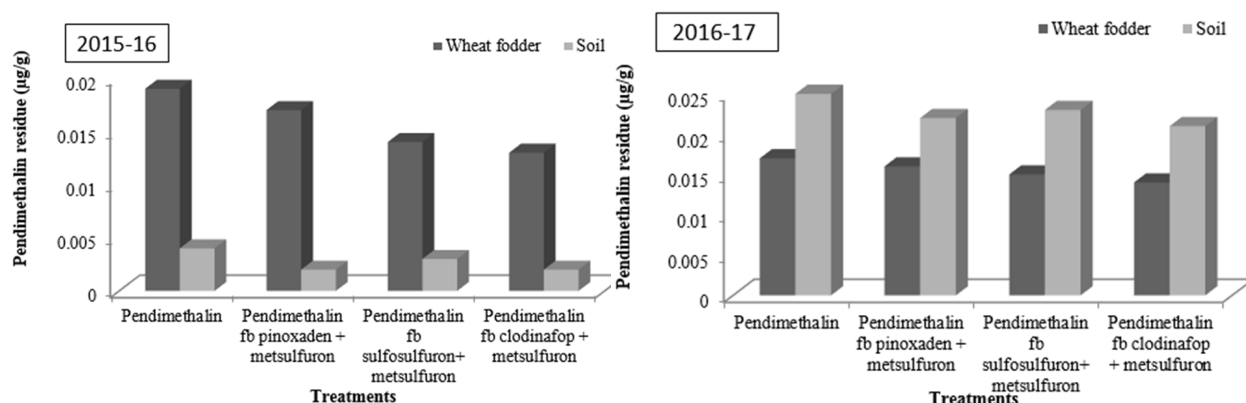 2015-16
Wheat fodder
Soil
Pendimethalin residue (µg/g)
0.02
0.015
0.01
0.005
0
Pendimethalin
Pendimethalin
fb pinoxaden +
metsulfuron
Pendimethalin
fb
sulfosulfuron+
metsulfuron
Pendimethalin
fb clodinafop +
metsulfuron
Treatments
2016-17
Wheat fodder
Soil
Pendimethalin residue (µg/g)
0.025
0.02
0.015
0.01
0.005
0
Pendimethalin
Pendimethalin
fb pinoxaden +
metsulfuron
Pendimethalin
fb
sulfosulfuron+
metsulfuron
Pendimethalin
fb clodinafop
+ metsulfuron
Treatments